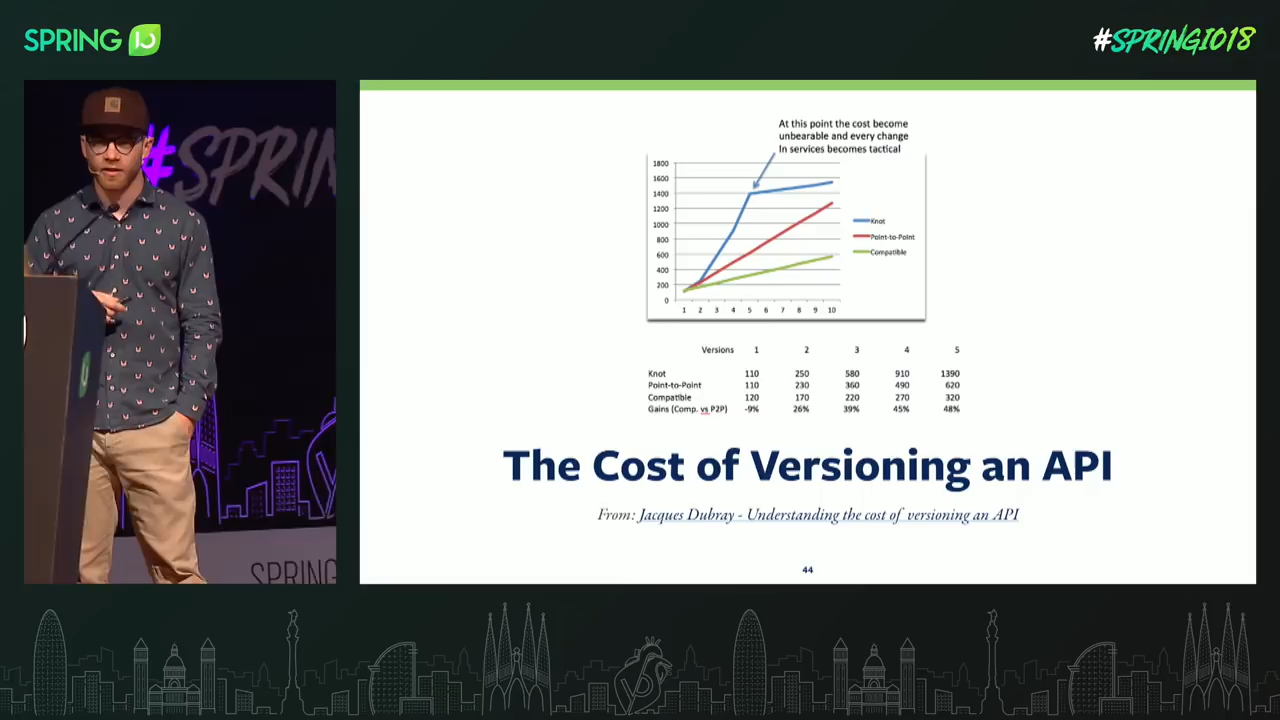 SPRING IO
#SPRINGIO18
#SPRIN
SPRING
At this point the cost become
unbearable and every change
In services becomes tactical
1800
1600
1400
1200
1000
800
600
400
200
0
1 2 3 4 5 6 7 8 9 10
Knot
Point-to-Point
Compatible
Versions 1 2 3 4 5
Knot 110 250 580 910 1390
Point-to-Point 110 230 360 490 620
Compatible 120 170 220 270 320
Gains (Comp. vs P2P) -9% 26% 39% 45% 48%
The Cost of Versioning an API
From: Jacques Dubray - Understanding the cost of versioning an API
44